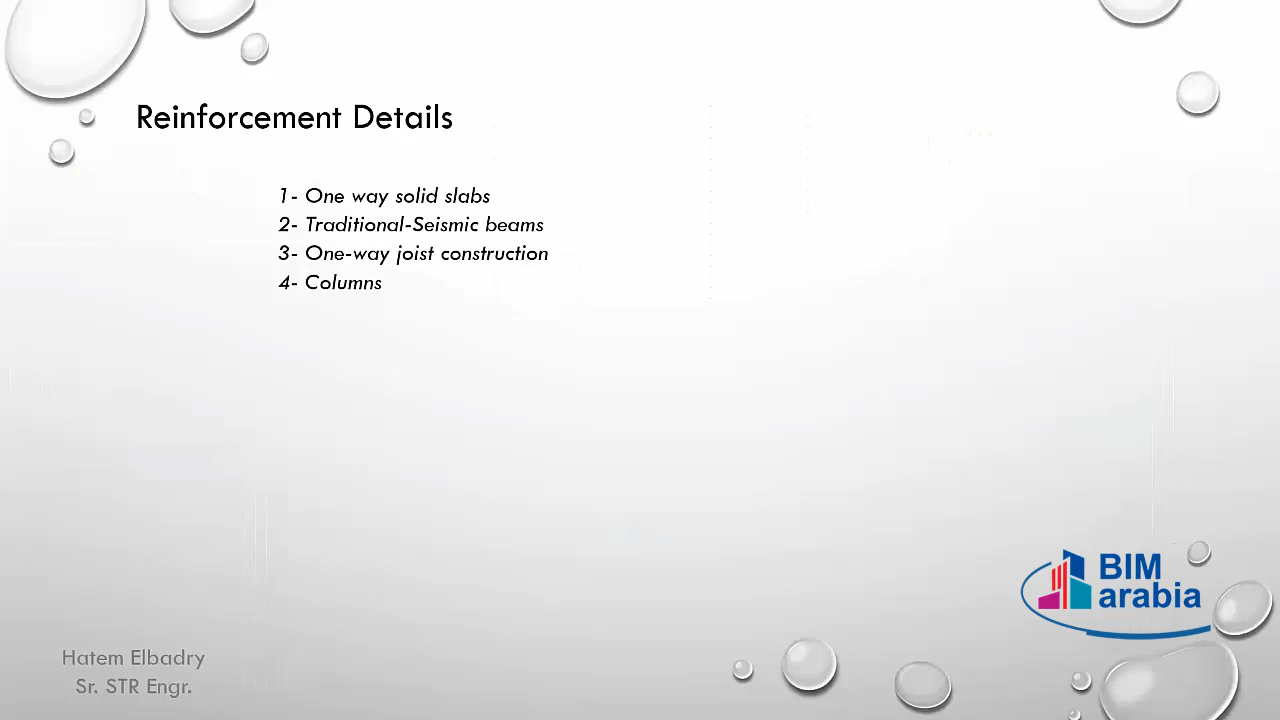 Reinforcement Details
1- One way solid slabs
2- Traditional-Seismic beams
3- One-way joist construction
4- Columns
BIM
arabia
Hatem Elbadry
Sr. STR Engr.